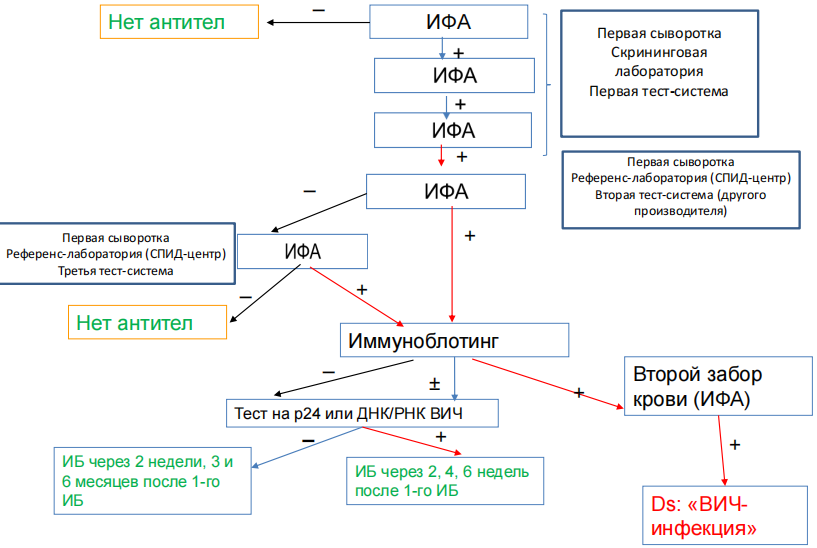 Нет антител
–
ИФА
+
ИФА
+
ИФА
+
Первая сыворотка
Скрининговая
лаборатория
Первая тест-система
ИФА
–
+
Первая сыворотка
Референс-лаборатория (СПИД-центр)
Вторая тест-система (другого
производителя)
Первая сыворотка
Референс-лаборатория (СПИД-центр)
Третья тест-система
ИФА
–
+
Нет антител
Иммуноблотинг
–
±
+
Второй забор
крови (ИФА)
Тест на р24 или ДНК/РНК ВИЧ
–
+
+
ИБ через 2 недели, 3 и
6 месяцев после 1-го
ИБ
ИБ через 2, 4, 6 недель
после 1-го ИБ
Ds: «ВИЧ-
инфекция»